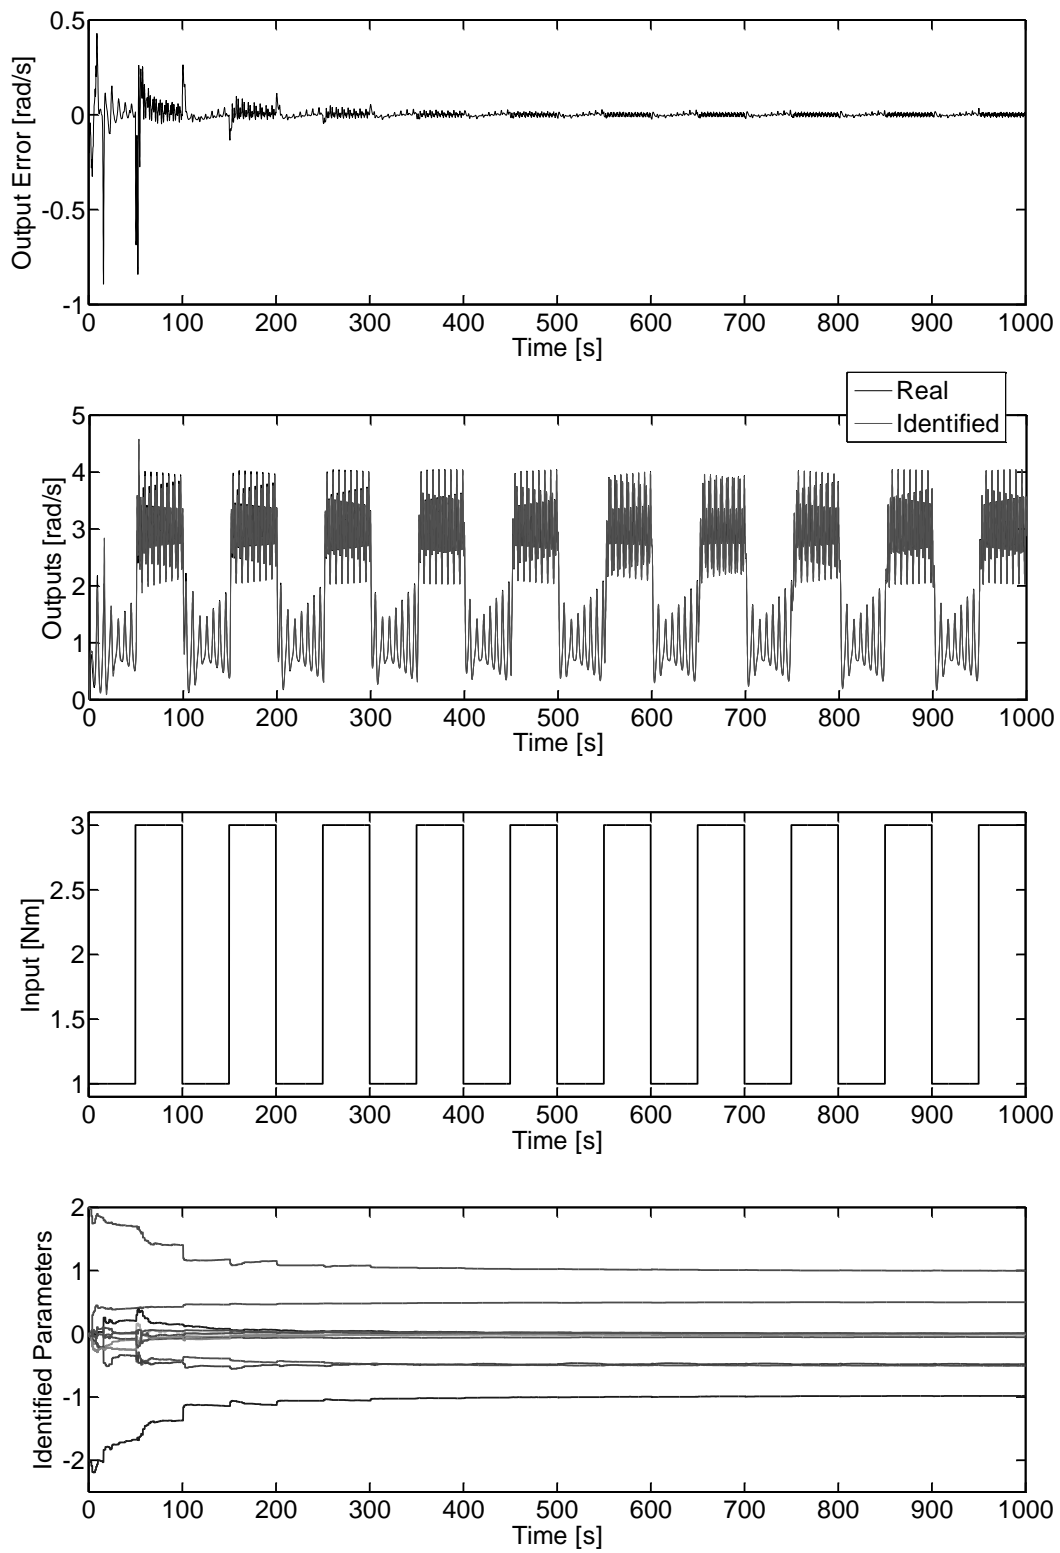 0.5
0
-0.5
-1
Output Error [rad/s]
0 100 200 300 400 500 600 700 800 900 1000
Time [s]
Real
Identified
5
4
3
2
1
0
Outputs [rad/s]
0 100 200 300 400 500 600 700 800 900 1000
Time [s]
3
2.5
2
1.5
1
Input [Nm]
0 100 200 300 400 500 600 700 800 900 1000
Time [s]
2
1
0
-1
-2
Identified Parameters
0 100 200 300 400 500 600 700 800 900 1000
Time [s]